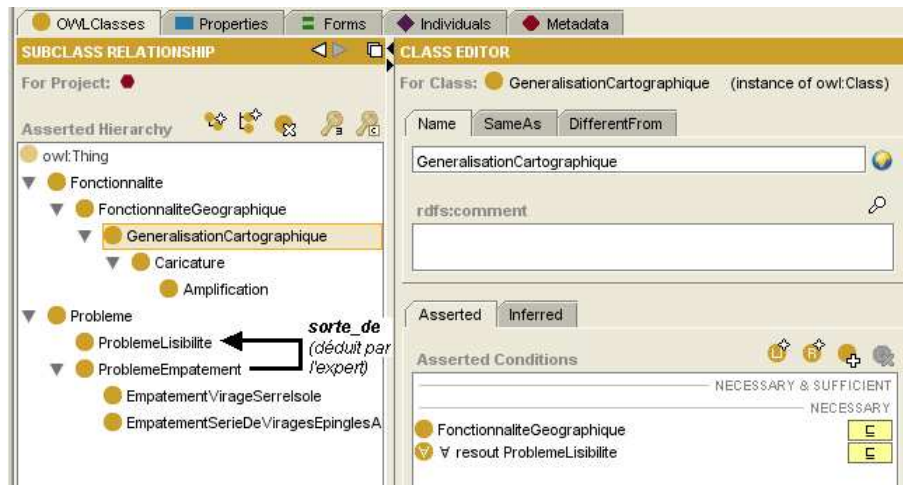 OWLClasses Properties Forms Individuals Metadata
SUBCLASS RELATIONSHIP
For Project:
Asserted Hierarchy
owl:Thing
Fonctionnalite
FonctionnaliteGeographique
GeneralisationCartographique
Caricature
Amplification
Probleme
ProblemeLisibilite
ProblemeEmpatement
EmpatementVirageSerreIsole
EmpatementSerieDeViragesEpinglesA
sorte_de
(déduit par
l'expert)
CLASS EDITOR
For Class: GeneralisationCartographique (instance of owl:Class)
Name SameAs DifferentFrom
GeneralisationCartographique
rdfs:comment
Asserted Inferred
Asserted Conditions
NECESSARY & SUFFICIENT
NECESSARY
FonctionnaliteGeographique ⊑
∀ resout ProblemeLisibilite ⊑